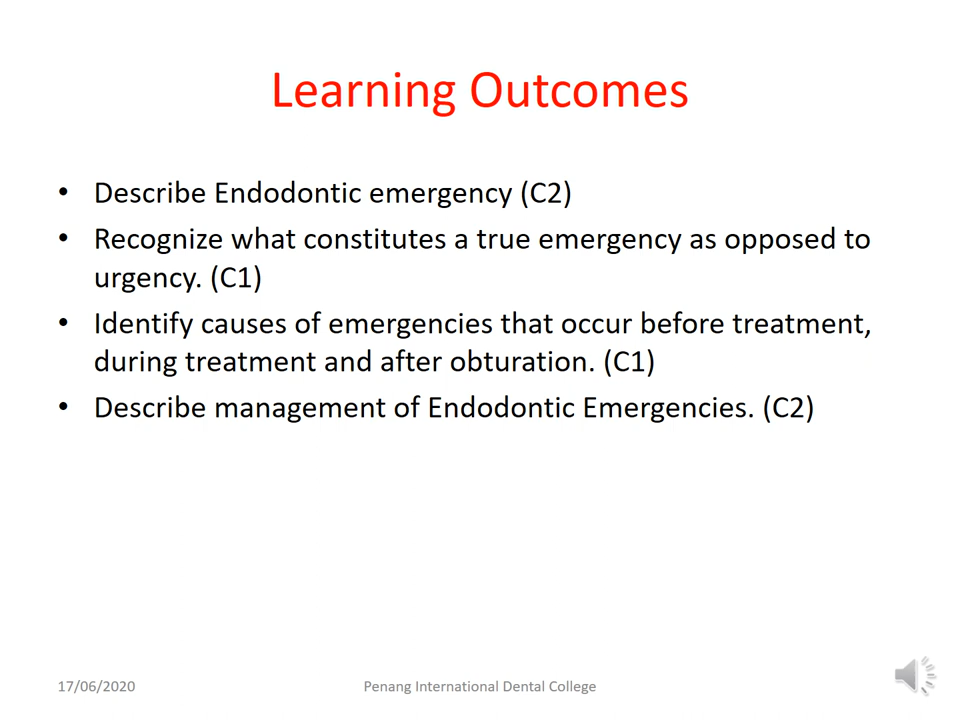 Learning Outcomes
• Describe Endodontic emergency (C2)
• Recognize what constitutes a true emergency as opposed to
urgency. (C1)
• Identify causes of emergencies that occur before treatment,
during treatment and after obturation. (C1)
• Describe management of Endodontic Emergencies. (C2)
17/06/2020
Penang International Dental College